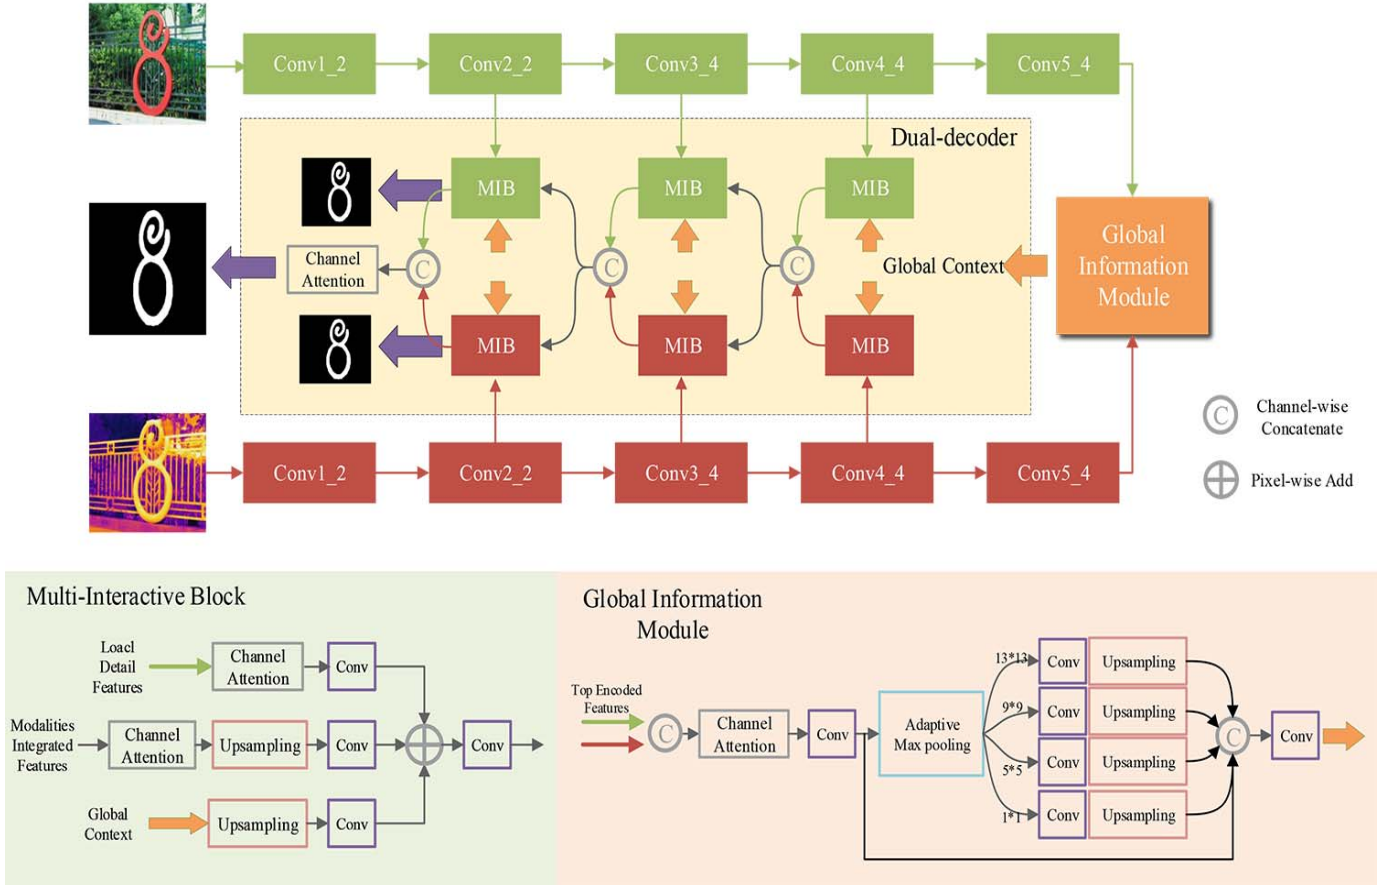 Conv1_2
Conv2_2
Conv3_4
Conv4_4
Conv5_4
Dual-decoder
MIB
MIB
MIB
Channel
Attention
C
C
C
Global Context
Global
Information
Module
MIB
MIB
MIB
C
Channel-wise
Concatenate
Conv1_2
Conv2_2
Conv3_4
Conv4_4
Conv5_4
Pixel-wise Add
Multi-Interactive Block
Loacl
Detail
Features
Channel
Attention
Conv
Modalities
Integrated
Features
Channel
Attention
Upsampling
Conv
Conv
Global
Context
Upsampling
Conv
Global Information
Module
Top Encoded
Features
C
Channel
Attention
Conv
Adaptive
Max pooling
13*13
Conv
Upsampling
9*9
Conv
Upsampling
5*5
Conv
Upsampling
1*1
Conv
Upsampling
C
Conv